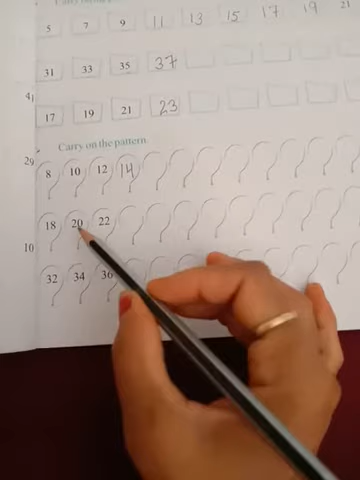 5 7 9 11 13 15 17 19 21
31 33 35 37
41
17 19 21 23
Carry on the pattern.
29
8 10 12 14
18 20 22
10
32 34 36